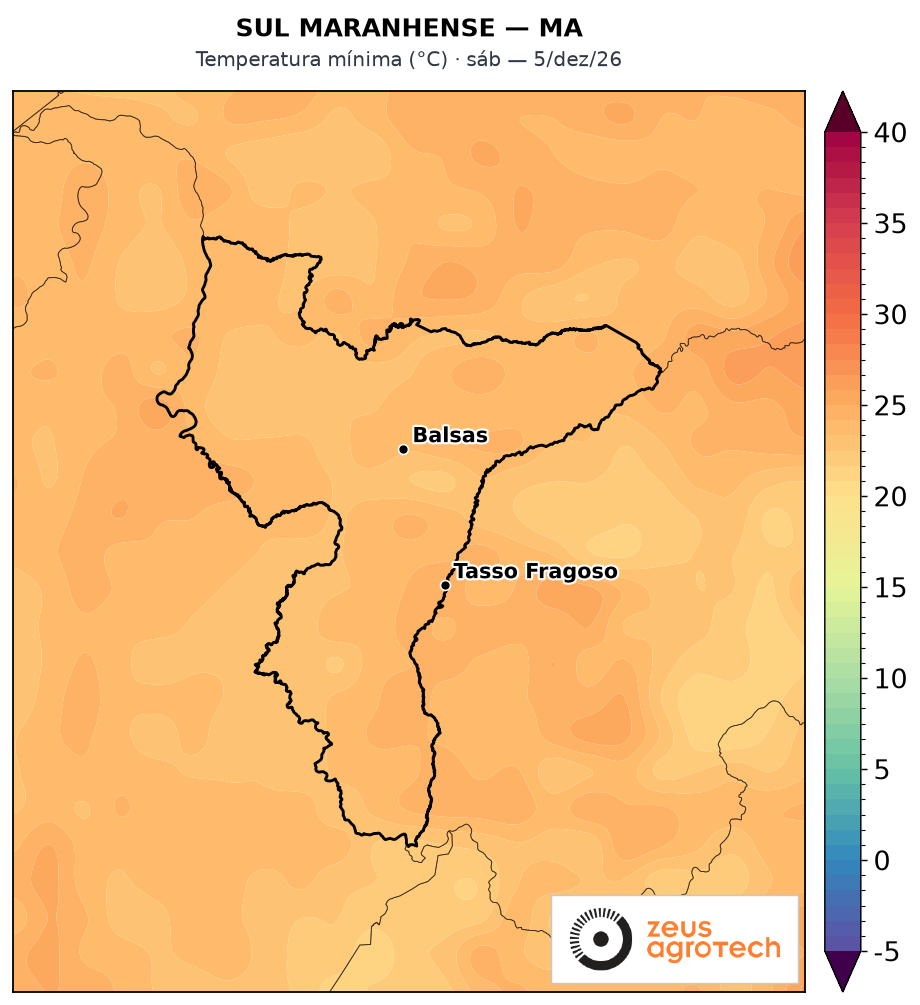 SUL MARANHENSE — MA
Temperatura mínima (°C) · sáb — 5/dez/26
40
35
30
25
20
15
10
5
0
-5
Balsas
Tasso Fragoso
zeus
agrotech